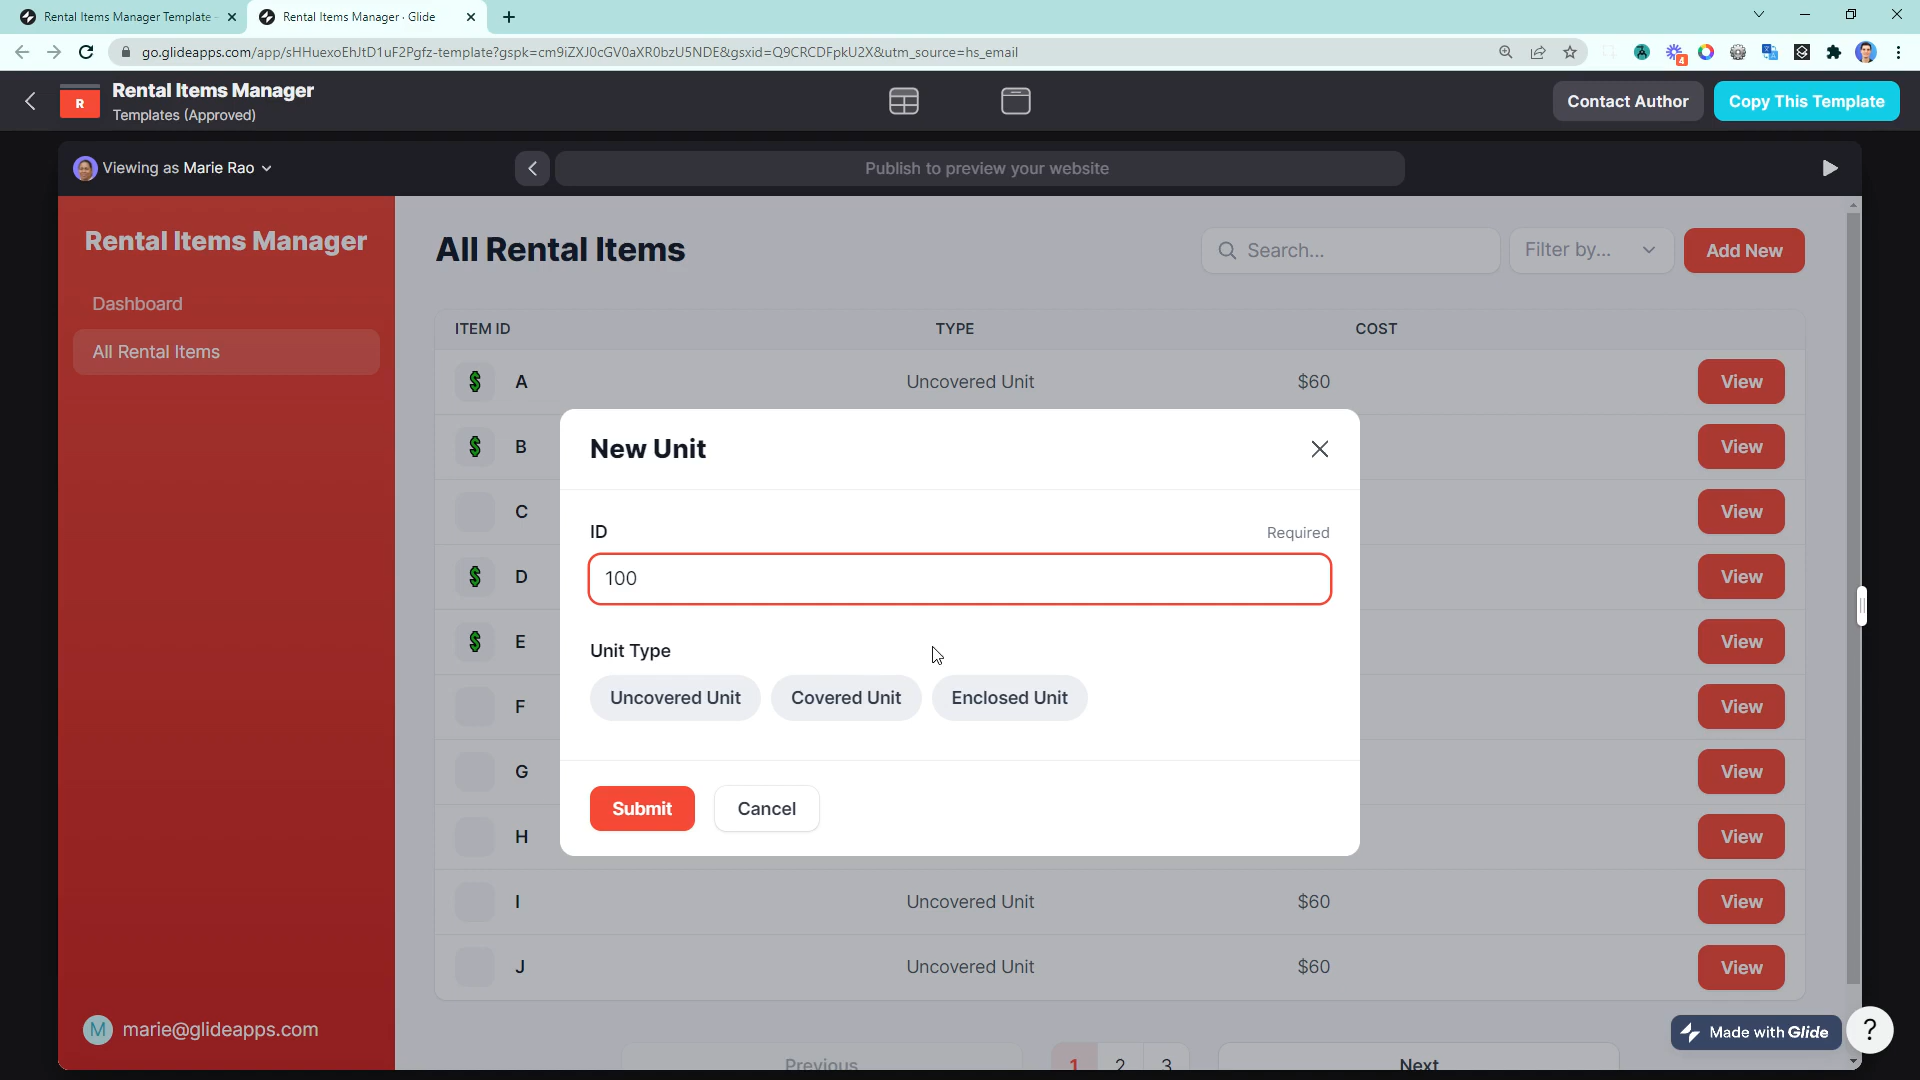 Rental Items Manager Template -
Rental Items Manager · Glide
go.glideapps.com/app/sHHuexoEhJtD1uF2Pgfz-template?gspk=cm9iZXJ0cGV0aXR0bzU5NDE&gsxid=Q9CRCDFpkU2X&utm_source=hs_email
4
R
Rental Items Manager
Templates (Approved)
Contact Author
Copy This Template
Viewing as Marie Rao
Publish to preview your website
Rental Items Manager
Dashboard
All Rental Items
All Rental Items
Search...
Filter by...
Add New
ITEM ID
TYPE
COST
A
Uncovered Unit
$60
View
B
View
C
View
D
View
E
View
F
View
G
View
H
View
I
Uncovered Unit
$60
View
J
Uncovered Unit
$60
View
New Unit
ID
Required
100
Unit Type
Uncovered Unit
Covered Unit
Enclosed Unit
Submit
Cancel
M
marie@glideapps.com
Previous
1
2
3
Next
Made with Glide
?